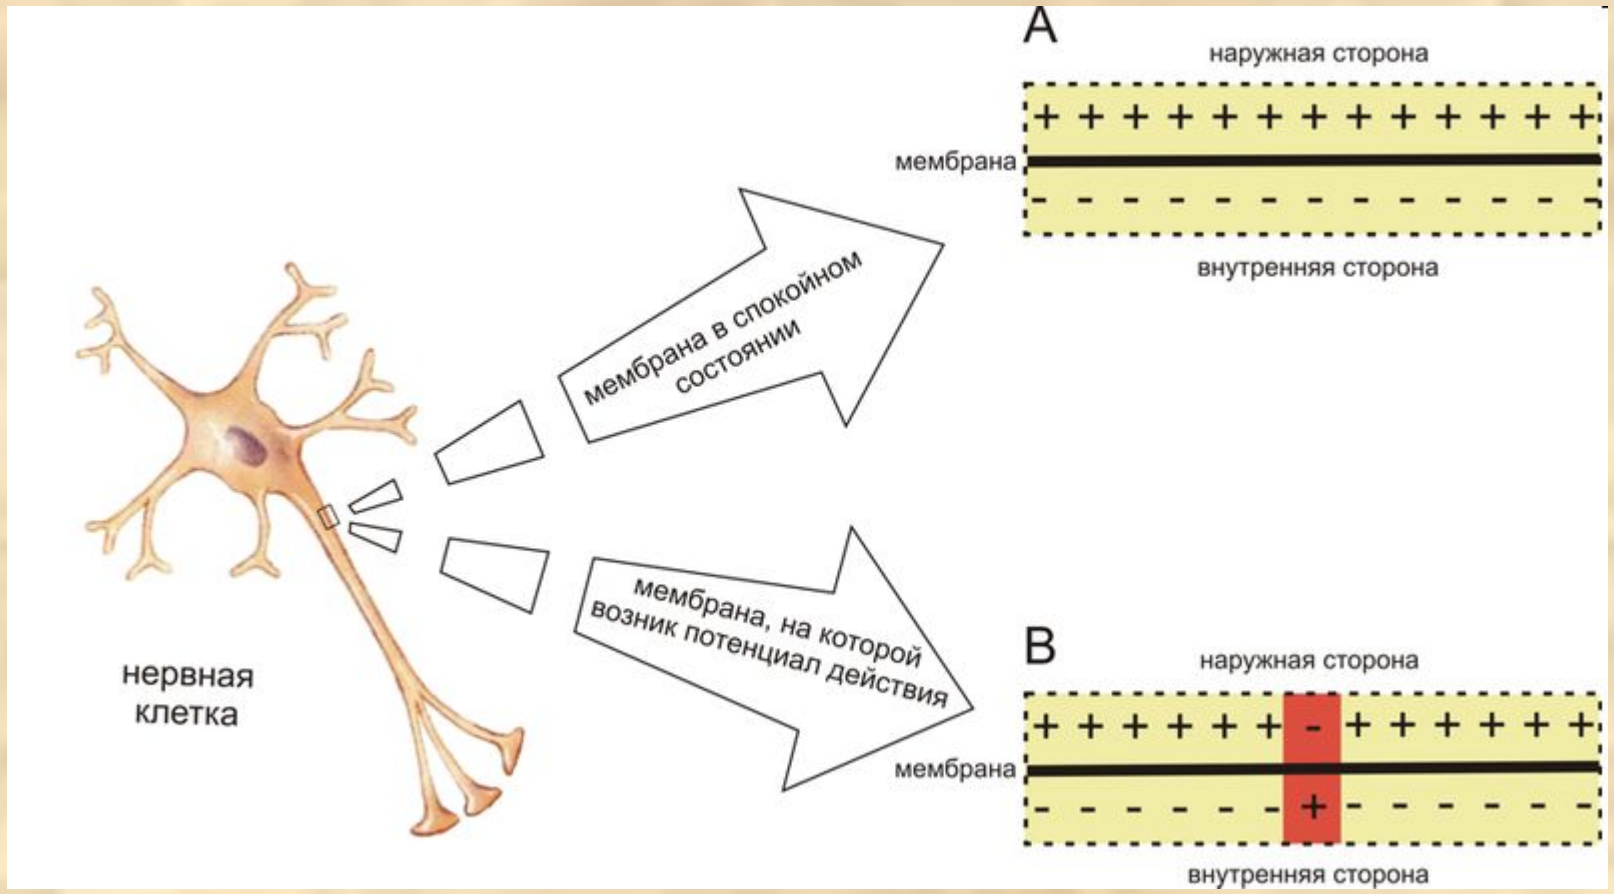 А
наружная сторона
+ + + + + + + + + + + + +
мембрана
- - - - - - - - - - - - -
внутренняя сторона
мембрана в спокойном
состоянии
нервная
клетка
мембрана, на которой
возник потенциал действия
В
наружная сторона
+ + + + + + - + + + + + +
мембрана
- - - - - - + - - - - - -
внутренняя сторона